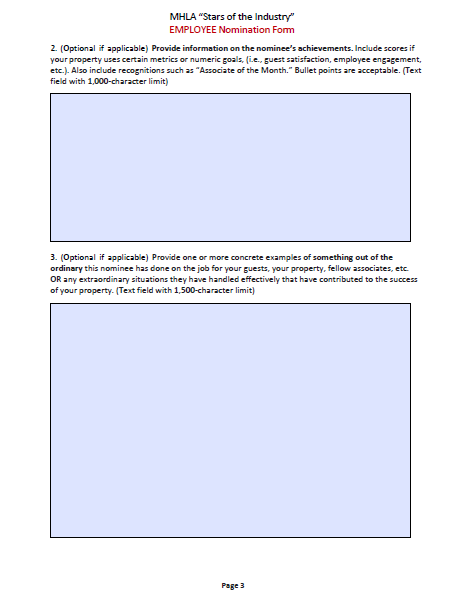 MHLA “Stars of the Industry”
EMPLOYEE Nomination Form
2. (Optional if applicable) Provide information on the nominee’s achievements. Include scores if
your property uses certain metrics or numeric goals, (i.e., guest satisfaction, employee engagement,
etc.). Also include recognitions such as “Associate of the Month.” Bullet points are acceptable. (Text
field with 1,000-character limit)
3. (Optional if applicable) Provide one or more concrete examples of something out of the
ordinary this nominee has done on the job for your guests, your property, fellow associates, etc.
OR any extraordinary situations they have handled effectively that have contributed to the success
of your property. (Text field with 1,500-character limit)
Page 3